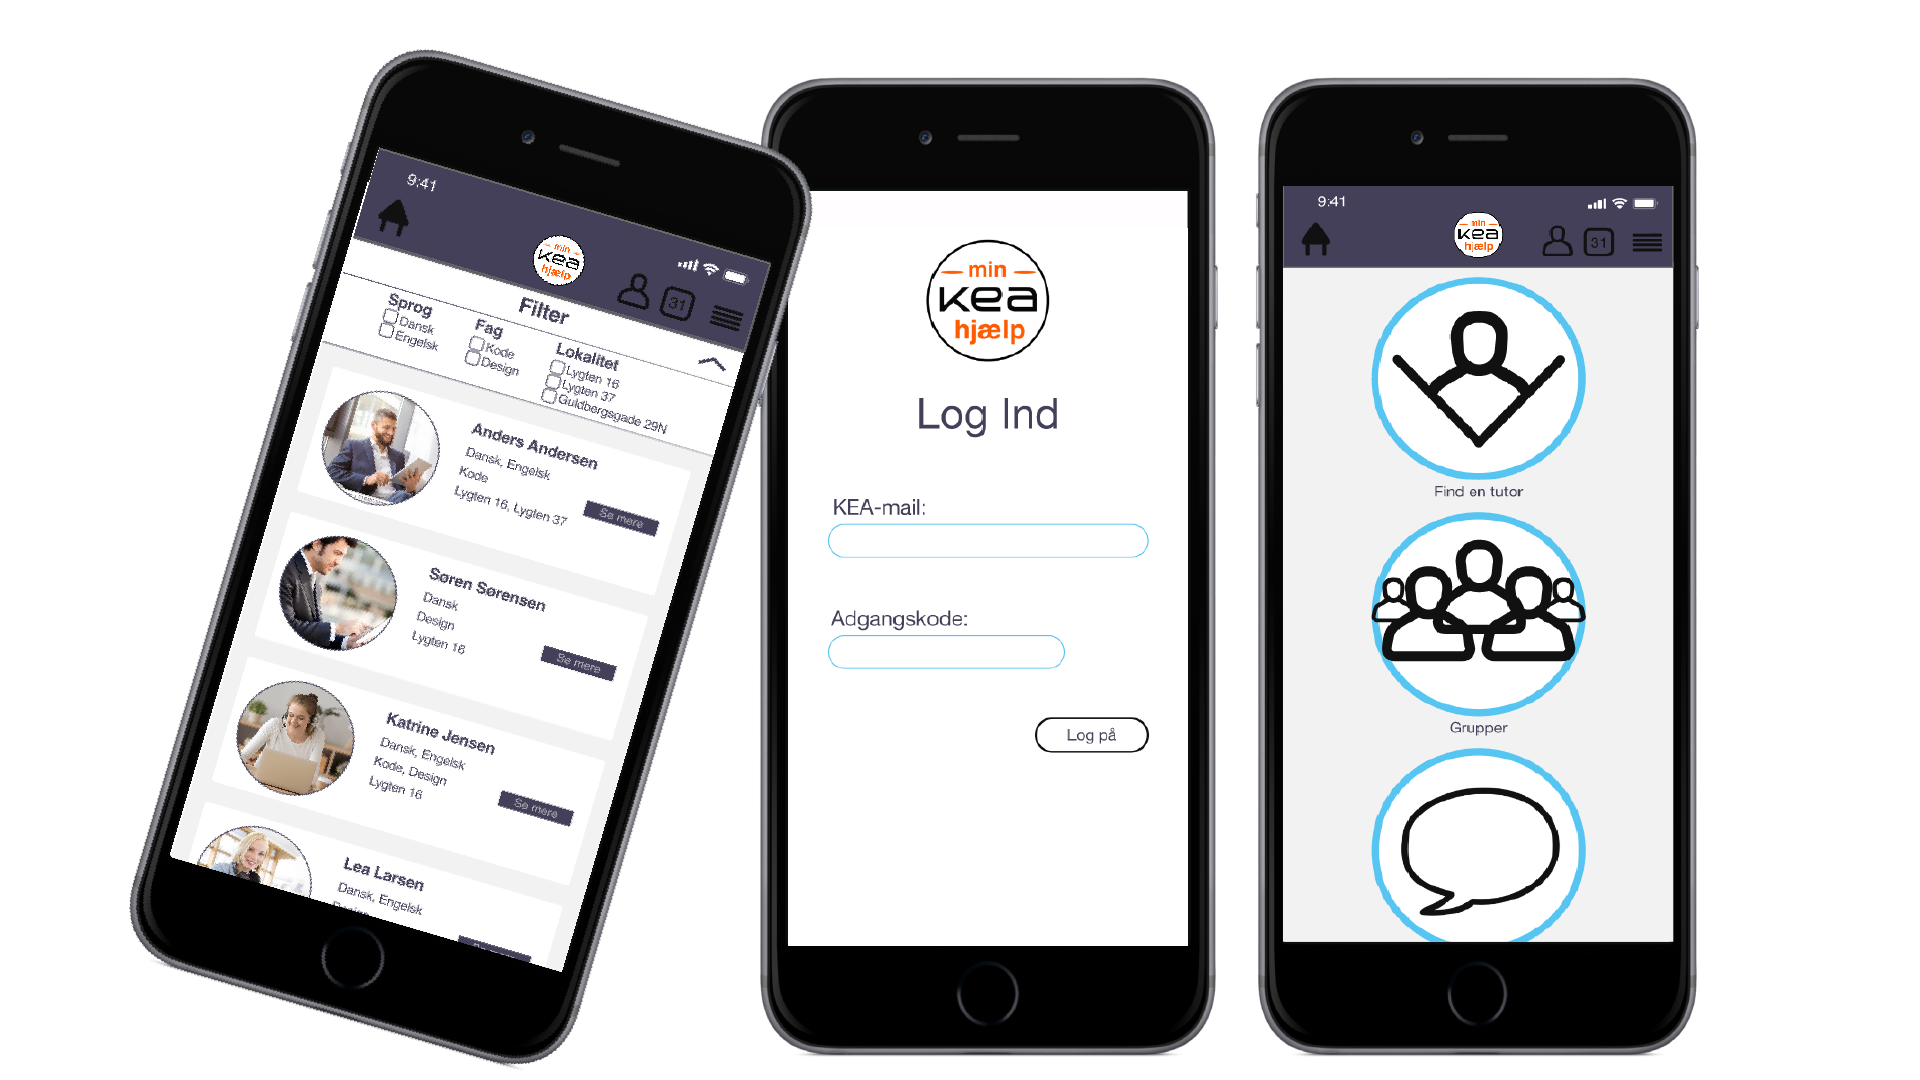 9:41
min
kea
hjælp
31
Filter
Sprog
Dansk
Engelsk
Fag
Kode
Design
Lokalitet
Lygten 16
Lygten 37
Guldbergsgade 29N
Anders Andersen
Dansk, Engelsk
Kode
Lygten 16, Lygten 37
Se mere
Søren Sørensen
Dansk
Design
Lygten 16
Se mere
Katrine Jensen
Dansk, Engelsk
Kode, Design
Lygten 16
Se mere
Lea Larsen
Dansk, Engelsk
min
kea
hjælp
Log Ind
KEA-mail:
Adgangskode:
Log på
9:41
min
kea
hjælp
31
Find en tutor
Grupper